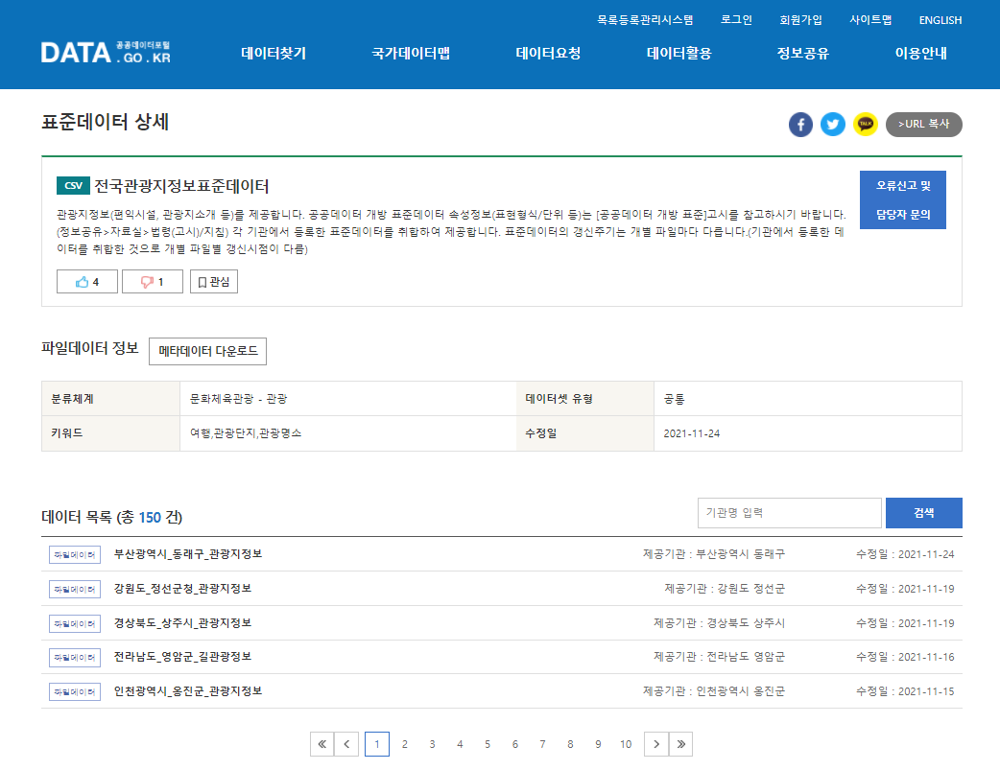 목록등록관리시스템 로그인 회원가입 사이트맵 ENGLISH
DATA 공공데이터포털 .GO.KR
데이터찾기 국가데이터맵 데이터요청 데이터활용 정보공유 이용안내
표준데이터 상세
f TALK >URL 복사
CSV 전국관광지정보표준데이터
관광지정보(편익시설, 관광지소개 등)를 제공합니다. 공공데이터 개방 표준데이터 속성정보(표현형식/단위 등)는 [공공데이터 개방 표준]고시를 참고하시기 바랍니다.
(정보공유>자료실>법령(고시)/지침) 각 기관에서 등록한 표준데이터를 취합하여 제공합니다. 표준데이터의 갱신주기는 개별 파일마다 다릅니다.(기관에서 등록한 데
이터를 취합한 것으로 개별 파일별 갱신시점이 다름)
오류신고 및
담당자 문의
4 1 관심
파일데이터 정보 메타데이터 다운로드
분류체계 문화체육관광 - 관광 데이터셋 유형 공통
키워드 여행,관광단지,관광명소 수정일 2021-11-24
데이터 목록 (총 150 건) 기관명 입력 검색
파일데이터 부산광역시_동래구_관광지정보 제공기관 : 부산광역시 동래구 수정일 : 2021-11-24
파일데이터 강원도_정선군청_관광지정보 제공기관 : 강원도 정선군 수정일 : 2021-11-19
파일데이터 경상북도_상주시_관광지정보 제공기관 : 경상북도 상주시 수정일 : 2021-11-19
파일데이터 전라남도_영암군_길관광정보 제공기관 : 전라남도 영암군 수정일 : 2021-11-16
파일데이터 인천광역시_옹진군_관광지정보 제공기관 : 인천광역시 옹진군 수정일 : 2021-11-15
« < 1 2 3 4 5 6 7 8 9 10 > »